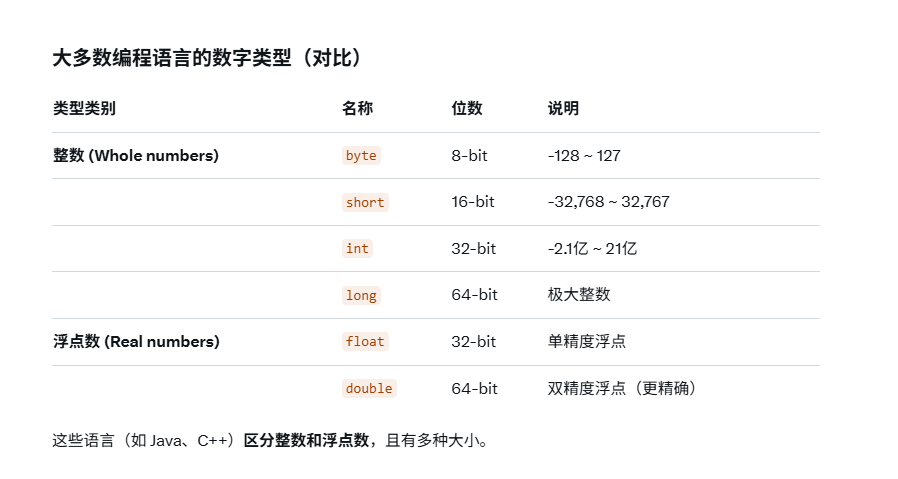 大多数编程语言的数字类型（对比）
类型类别 名称 位数 说明
整数 (Whole numbers) byte 8-bit -128 ~ 127
short 16-bit -32,768 ~ 32,767
int 32-bit -2.1亿 ~ 21亿
long 64-bit 极大整数
浮点数 (Real numbers) float 32-bit 单精度浮点
double 64-bit 双精度浮点（更精确）
这些语言（如 Java、C++）区分整数和浮点数，且有多种大小。